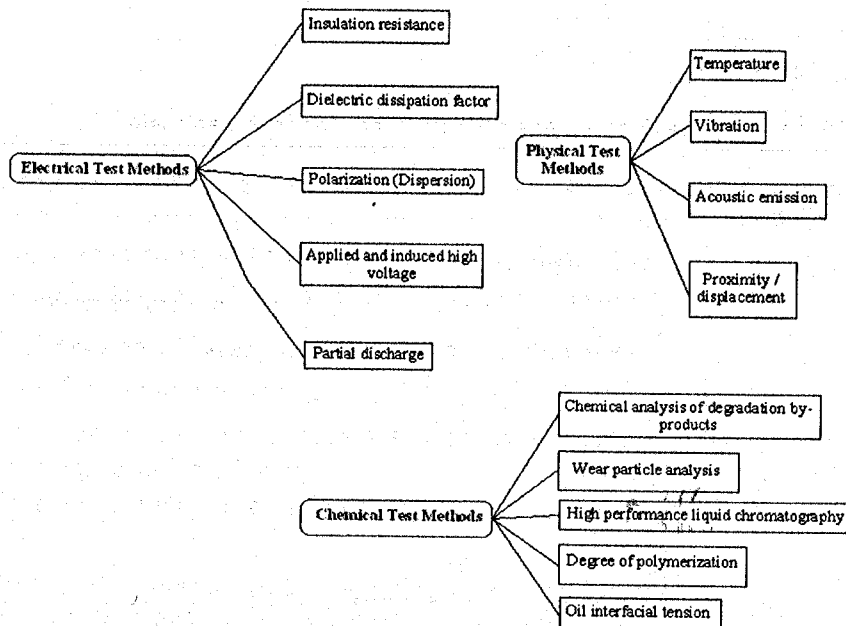 Electrical Test Methods
Insulation resistance
Dielectric dissipation factor
Polarization (Dispersion)
Applied and induced high
voltage
Partial discharge
Physical Test
Methods
Temperature
Vibration
Acoustic emission
Proximity /
displacement
Chemical Test Methods
Chemical analysis of degradation by-
products
Wear particle analysis
High performance liquid chromatography
Degree of polymerization
Oil interfacial tension